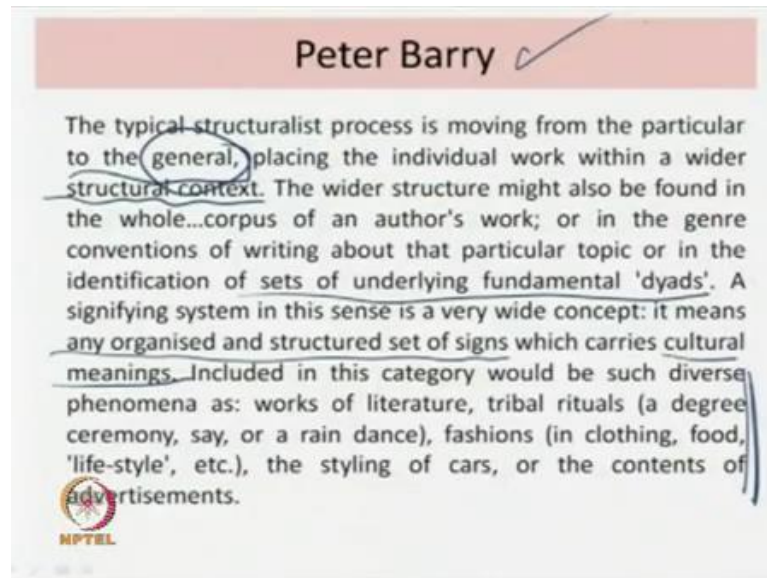 Peter Barry
The typical structuralist process is moving from the particular
to the general, placing the individual work within a wider
structural context. The wider structure might also be found in
the whole...corpus of an author's work; or in the genre
conventions of writing about that particular topic or in the
identification of sets of underlying fundamental 'dyads'. A
signifying system in this sense is a very wide concept: it means
any organised and structured set of signs which carries cultural
meanings. Included in this category would be such diverse
phenomena as: works of literature, tribal rituals (a degree
ceremony, say, or a rain dance), fashions (in clothing, food,
'life-style', etc.), the styling of cars, or the contents of
advertisements.
NPTEL